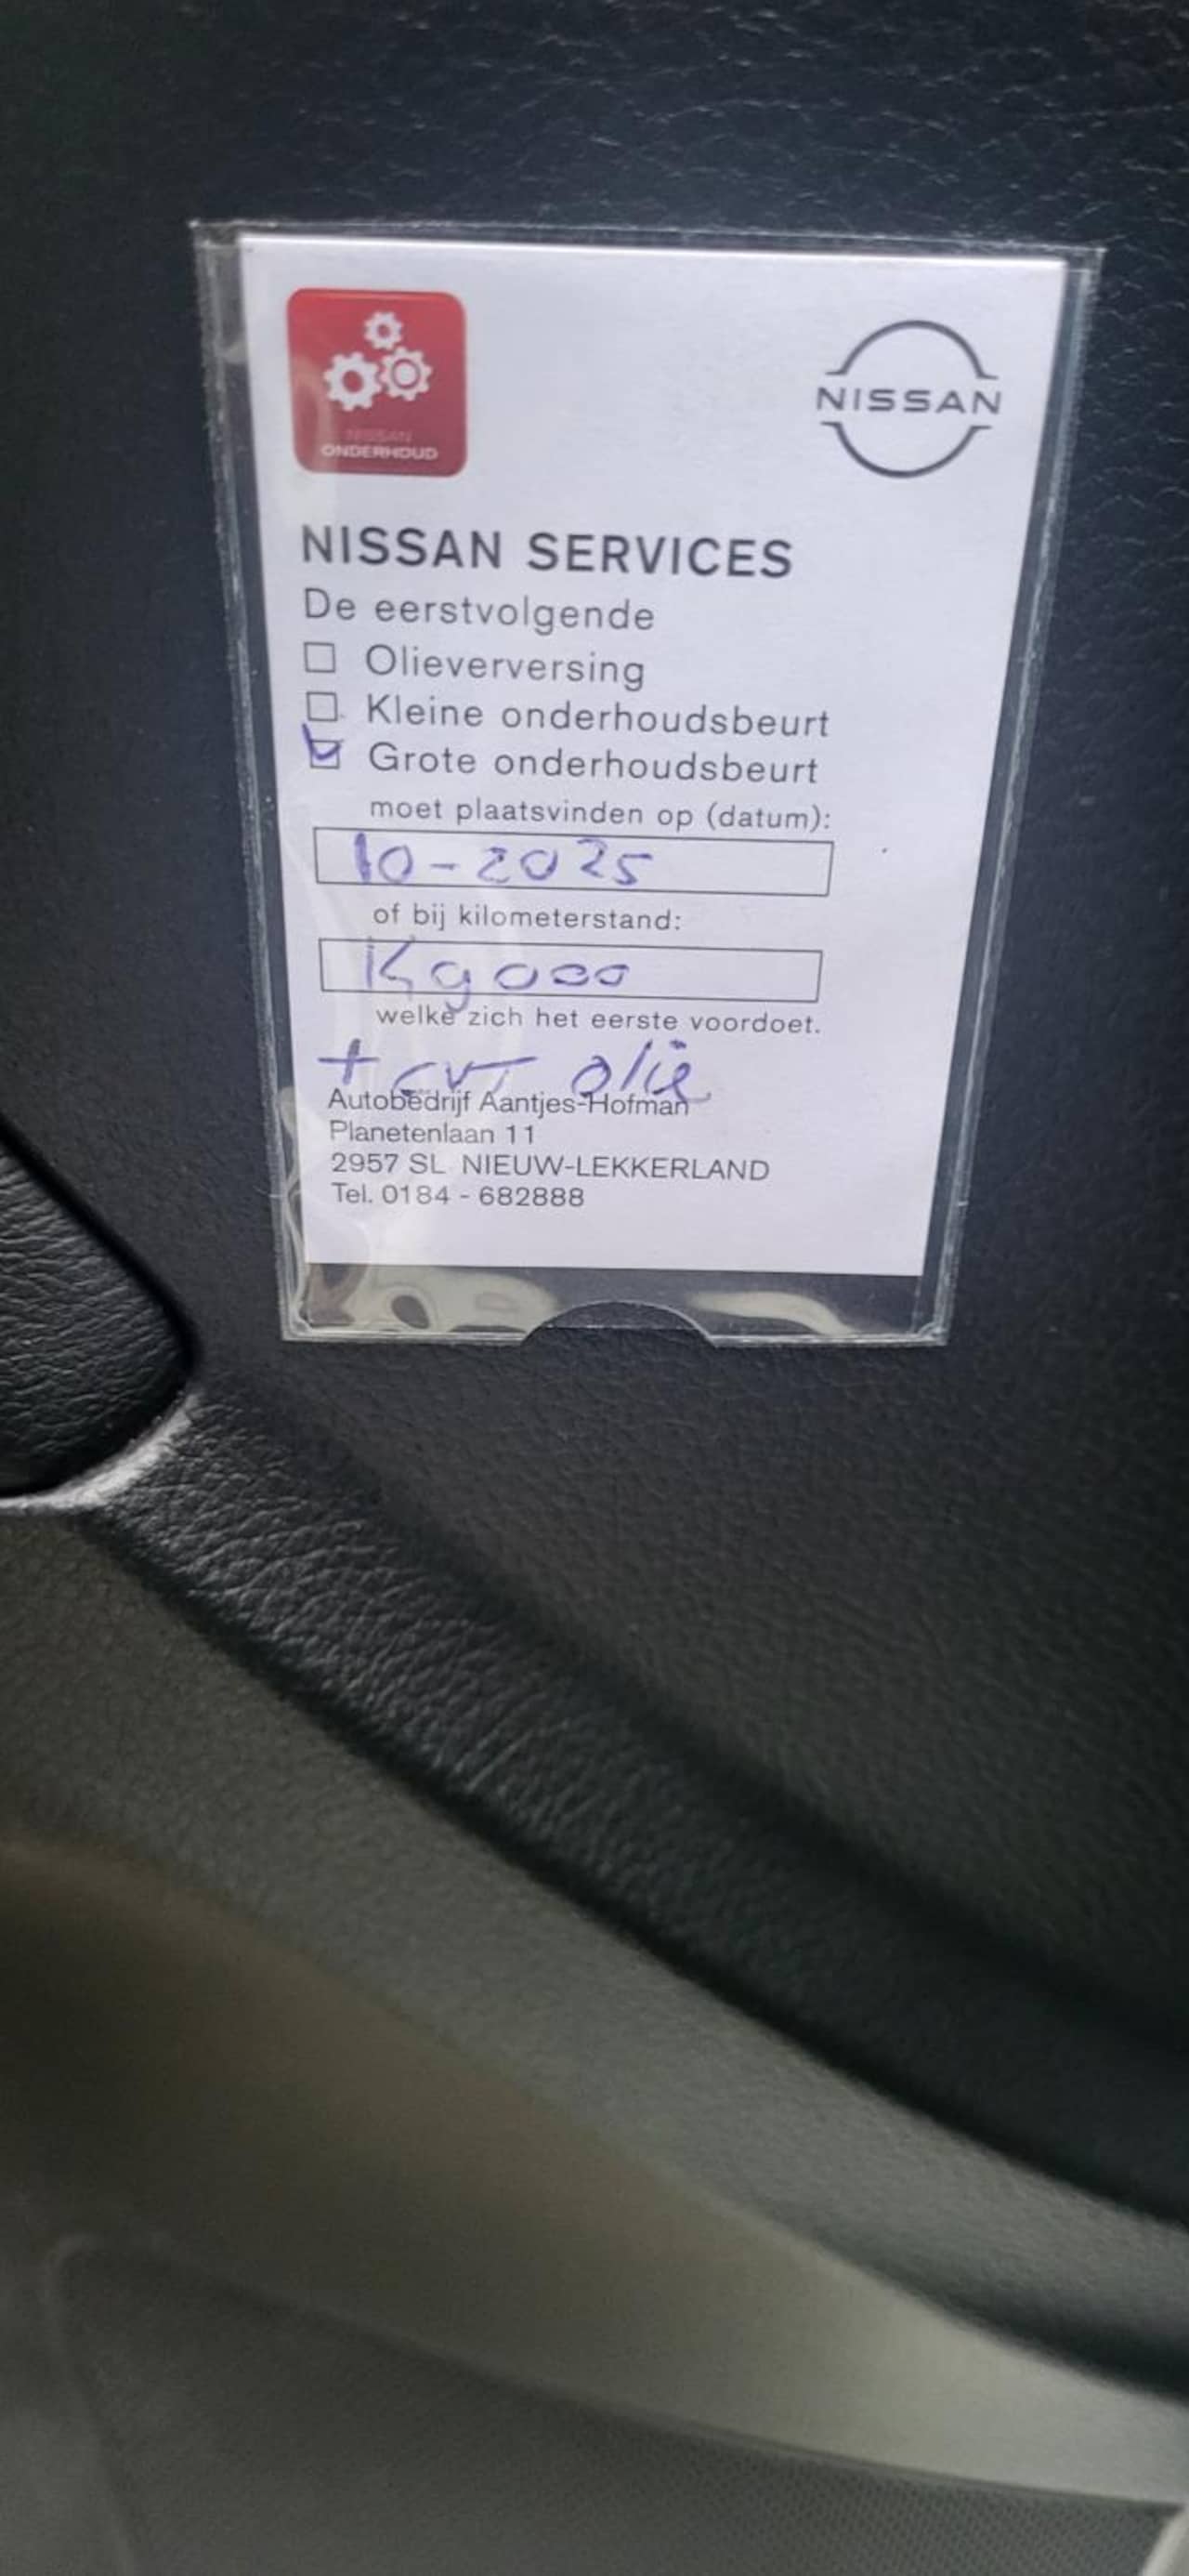 NISSAN
ONDERHOUD
NISSAN
NISSAN SERVICES
De eerstvolgende
Olieverversing
Kleine onderhoudsbeurt
Grote onderhoudsbeurt
moet plaatsvinden op (datum):
10-2025
of bij kilometerstand:
welke zich het eerste voordoet.
+ CVT olie
Autobedrijf Aantjes-Hofman
Planetenlaan 11
2957 SL NIEUW-LEKKERLAND
Tel. 0184 - 682888